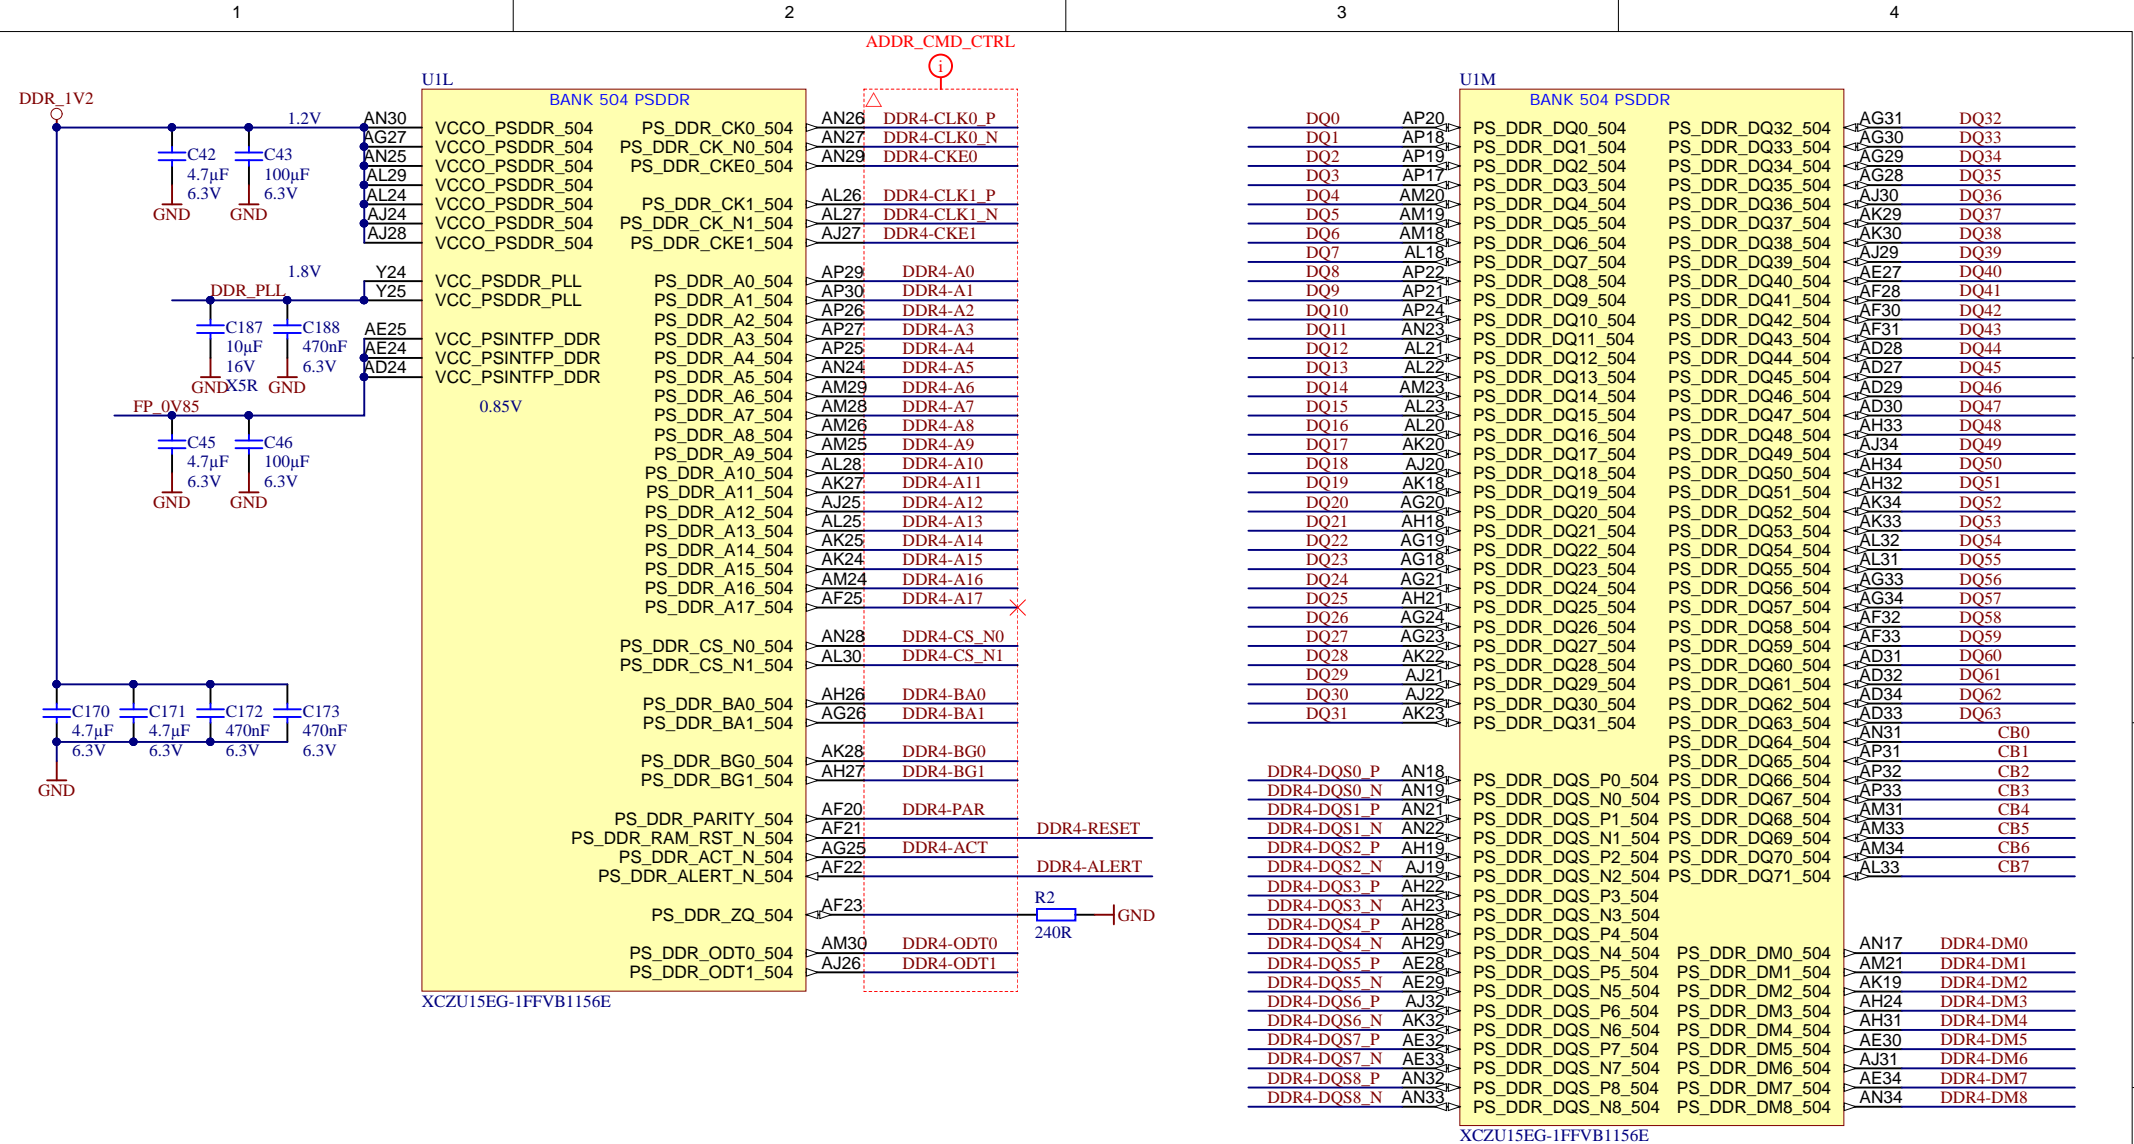 1 2 3 4
ADDR_CMD_CTRL
i
U1L
BANK 504 PSDDR
DDR_1V2
1.2V
C42
4.7µF
6.3V
GND
C43
100µF
6.3V
GND
AN30 VCCO_PSDDR_504
AG27 VCCO_PSDDR_504
AN25 VCCO_PSDDR_504
AL29 VCCO_PSDDR_504
AL24 VCCO_PSDDR_504
AJ24 VCCO_PSDDR_504
AJ28 VCCO_PSDDR_504
1.8V
DDR_PLL
Y24 VCC_PSDDR_PLL
Y25 VCC_PSDDR_PLL
C187
10µF
16V
X5R
GND
C188
470nF
6.3V
GND
AE25 VCC_PSINTFP_DDR
AE24 VCC_PSINTFP_DDR
AD24 VCC_PSINTFP_DDR
0.85V
FP_0V85
C45
4.7µF
6.3V
GND
C46
100µF
6.3V
GND
C170
4.7µF
6.3V
C171
4.7µF
6.3V
C172
470nF
6.3V
C173
470nF
6.3V
GND
PS_DDR_CK0_504 AN26 DDR4-CLK0_P
PS_DDR_CK_N0_504 AN27 DDR4-CLK0_N
PS_DDR_CKE0_504 AN29 DDR4-CKE0
PS_DDR_CK1_504 AL26 DDR4-CLK1_P
PS_DDR_CK_N1_504 AL27 DDR4-CLK1_N
PS_DDR_CKE1_504 AJ27 DDR4-CKE1
PS_DDR_A0_504 AP29 DDR4-A0
PS_DDR_A1_504 AP30 DDR4-A1
PS_DDR_A2_504 AP26 DDR4-A2
PS_DDR_A3_504 AP27 DDR4-A3
PS_DDR_A4_504 AP25 DDR4-A4
PS_DDR_A5_504 AN24 DDR4-A5
PS_DDR_A6_504 AM29 DDR4-A6
PS_DDR_A7_504 AM28 DDR4-A7
PS_DDR_A8_504 AM26 DDR4-A8
PS_DDR_A9_504 AM25 DDR4-A9
PS_DDR_A10_504 AL28 DDR4-A10
PS_DDR_A11_504 AK27 DDR4-A11
PS_DDR_A12_504 AJ25 DDR4-A12
PS_DDR_A13_504 AL25 DDR4-A13
PS_DDR_A14_504 AK25 DDR4-A14
PS_DDR_A15_504 AK24 DDR4-A15
PS_DDR_A16_504 AM24 DDR4-A16
PS_DDR_A17_504 AF25 DDR4-A17
PS_DDR_CS_N0_504 AN28 DDR4-CS_N0
PS_DDR_CS_N1_504 AL30 DDR4-CS_N1
PS_DDR_BA0_504 AH26 DDR4-BA0
PS_DDR_BA1_504 AG26 DDR4-BA1
PS_DDR_BG0_504 AK28 DDR4-BG0
PS_DDR_BG1_504 AH27 DDR4-BG1
PS_DDR_PARITY_504 AF20 DDR4-PAR
PS_DDR_RAM_RST_N_504 AF21 DDR4-RESET
PS_DDR_ACT_N_504 AG25 DDR4-ACT
PS_DDR_ALERT_N_504 AF22 DDR4-ALERT
PS_DDR_ZQ_504 AF23 R2 240R GND
PS_DDR_ODT0_504 AM30 DDR4-ODT0
PS_DDR_ODT1_504 AJ26 DDR4-ODT1
XCZU15EG-1FFVB1156E
U1M
BANK 504 PSDDR
DQ0 AP20 PS_DDR_DQ0_504 PS_DDR_DQ32_504 AG31 DQ32
DQ1 AP18 PS_DDR_DQ1_504 PS_DDR_DQ33_504 AG30 DQ33
DQ2 AP19 PS_DDR_DQ2_504 PS_DDR_DQ34_504 AG29 DQ34
DQ3 AP17 PS_DDR_DQ3_504 PS_DDR_DQ35_504 AG28 DQ35
DQ4 AM20 PS_DDR_DQ4_504 PS_DDR_DQ36_504 AJ30 DQ36
DQ5 AM19 PS_DDR_DQ5_504 PS_DDR_DQ37_504 AK29 DQ37
DQ6 AM18 PS_DDR_DQ6_504 PS_DDR_DQ38_504 AK30 DQ38
DQ7 AL18 PS_DDR_DQ7_504 PS_DDR_DQ39_504 AJ29 DQ39
DQ8 AP22 PS_DDR_DQ8_504 PS_DDR_DQ40_504 AE27 DQ40
DQ9 AP21 PS_DDR_DQ9_504 PS_DDR_DQ41_504 AF28 DQ41
DQ10 AP24 PS_DDR_DQ10_504 PS_DDR_DQ42_504 AF30 DQ42
DQ11 AN23 PS_DDR_DQ11_504 PS_DDR_DQ43_504 AF31 DQ43
DQ12 AL21 PS_DDR_DQ12_504 PS_DDR_DQ44_504 AD28 DQ44
DQ13 AL22 PS_DDR_DQ13_504 PS_DDR_DQ45_504 AD27 DQ45
DQ14 AM23 PS_DDR_DQ14_504 PS_DDR_DQ46_504 AD29 DQ46
DQ15 AL23 PS_DDR_DQ15_504 PS_DDR_DQ47_504 AD30 DQ47
DQ16 AL20 PS_DDR_DQ16_504 PS_DDR_DQ48_504 AH33 DQ48
DQ17 AK20 PS_DDR_DQ17_504 PS_DDR_DQ49_504 AJ34 DQ49
DQ18 AJ20 PS_DDR_DQ18_504 PS_DDR_DQ50_504 AH34 DQ50
DQ19 AK18 PS_DDR_DQ19_504 PS_DDR_DQ51_504 AH32 DQ51
DQ20 AG20 PS_DDR_DQ20_504 PS_DDR_DQ52_504 AK34 DQ52
DQ21 AH18 PS_DDR_DQ21_504 PS_DDR_DQ53_504 AK33 DQ53
DQ22 AG19 PS_DDR_DQ22_504 PS_DDR_DQ54_504 AL32 DQ54
DQ23 AG18 PS_DDR_DQ23_504 PS_DDR_DQ55_504 AL31 DQ55
DQ24 AG21 PS_DDR_DQ24_504 PS_DDR_DQ56_504 AG33 DQ56
DQ25 AH21 PS_DDR_DQ25_504 PS_DDR_DQ57_504 AG34 DQ57
DQ26 AG24 PS_DDR_DQ26_504 PS_DDR_DQ58_504 AF32 DQ58
DQ27 AG23 PS_DDR_DQ27_504 PS_DDR_DQ59_504 AF33 DQ59
DQ28 AK22 PS_DDR_DQ28_504 PS_DDR_DQ60_504 AD31 DQ60
DQ29 AJ21 PS_DDR_DQ29_504 PS_DDR_DQ61_504 AD32 DQ61
DQ30 AJ22 PS_DDR_DQ30_504 PS_DDR_DQ62_504 AD34 DQ62
DQ31 AK23 PS_DDR_DQ31_504 PS_DDR_DQ63_504 AD33 DQ63
PS_DDR_DQ64_504 AN31 CB0
PS_DDR_DQ65_504 AP31 CB1
DDR4-DQS0_P AN18 PS_DDR_DQS_P0_504 PS_DDR_DQ66_504 AP32 CB2
DDR4-DQS0_N AN19 PS_DDR_DQS_N0_504 PS_DDR_DQ67_504 AP33 CB3
DDR4-DQS1_P AN21 PS_DDR_DQS_P1_504 PS_DDR_DQ68_504 AM31 CB4
DDR4-DQS1_N AN22 PS_DDR_DQS_N1_504 PS_DDR_DQ69_504 AM33 CB5
DDR4-DQS2_P AH19 PS_DDR_DQS_P2_504 PS_DDR_DQ70_504 AM34 CB6
DDR4-DQS2_N AJ19 PS_DDR_DQS_N2_504 PS_DDR_DQ71_504 AL33 CB7
DDR4-DQS3_P AH22 PS_DDR_DQS_P3_504
DDR4-DQS3_N AH23 PS_DDR_DQS_N3_504
DDR4-DQS4_P AH28 PS_DDR_DQS_P4_504
DDR4-DQS4_N AH29 PS_DDR_DQS_N4_504 PS_DDR_DM0_504 AN17 DDR4-DM0
DDR4-DQS5_P AE28 PS_DDR_DQS_P5_504 PS_DDR_DM1_504 AM21 DDR4-DM1
DDR4-DQS5_N AE29 PS_DDR_DQS_N5_504 PS_DDR_DM2_504 AK19 DDR4-DM2
DDR4-DQS6_P AJ32 PS_DDR_DQS_P6_504 PS_DDR_DM3_504 AH24 DDR4-DM3
DDR4-DQS6_N AK32 PS_DDR_DQS_N6_504 PS_DDR_DM4_504 AH31 DDR4-DM4
DDR4-DQS7_P AE32 PS_DDR_DQS_P7_504 PS_DDR_DM5_504 AE30 DDR4-DM5
DDR4-DQS7_N AE33 PS_DDR_DQS_N7_504 PS_DDR_DM6_504 AJ31 DDR4-DM6
DDR4-DQS8_P AN32 PS_DDR_DQS_P8_504 PS_DDR_DM7_504 AE34 DDR4-DM7
DDR4-DQS8_N AN33 PS_DDR_DQS_N8_504 PS_DDR_DM8_504 AN34 DDR4-DM8
XCZU15EG-1FFVB1156E